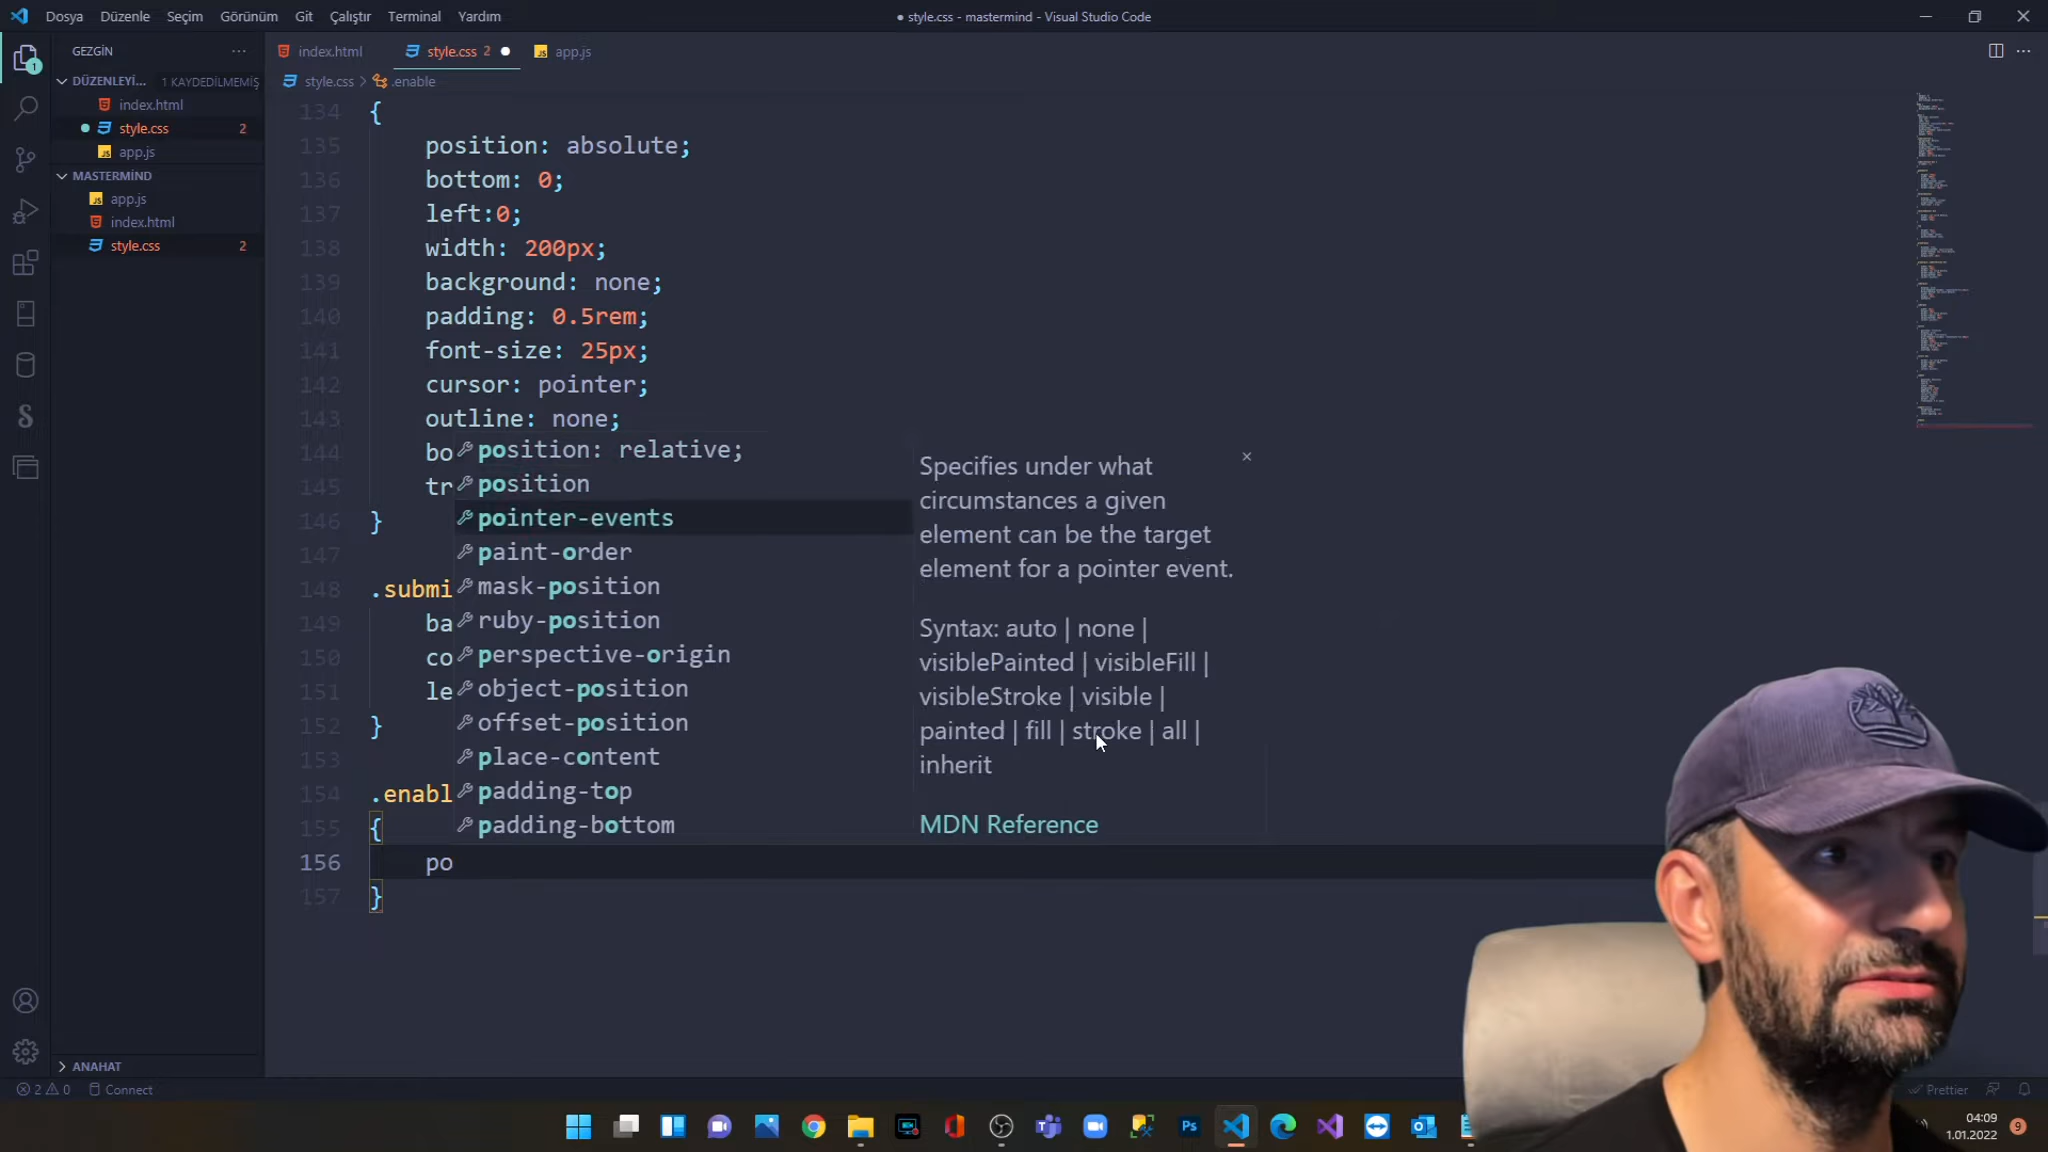 Dosya Düzenle Seçim Görünüm Git Çalıştır Terminal Yardım
● style.css - mastermind - Visual Studio Code
GEZGİN ···
index.html style.css 2 ● app.js
DÜZENLEYİ... 1 KAYDEDİLMEMİŞ
style.css > .enable
index.html
style.css 2
app.js
MASTERMİND
app.js
index.html
style.css 2
134 {
135 position: absolute;
136 bottom: 0;
137 left:0;
138 width: 200px;
139 background: none;
140 padding: 0.5rem;
141 font-size: 25px;
142 cursor: pointer;
143 outline: none;
144 bo
145 tr
146 }
147
148 .submi
149 ba
150 co
151 le
152 }
153
154 .enabl
155 {
156 po
157 }
position: relative;
position
pointer-events
paint-order
mask-position
ruby-position
perspective-origin
object-position
offset-position
place-content
padding-top
padding-bottom
Specifies under what
circumstances a given
element can be the target
element for a pointer event.
Syntax: auto | none |
visiblePainted | visibleFill |
visibleStroke | visible |
painted | fill | stroke | all |
inherit
MDN Reference
ANAHAT
2 0 Connect
Prettier
Ps
04:09
1.01.2022
9